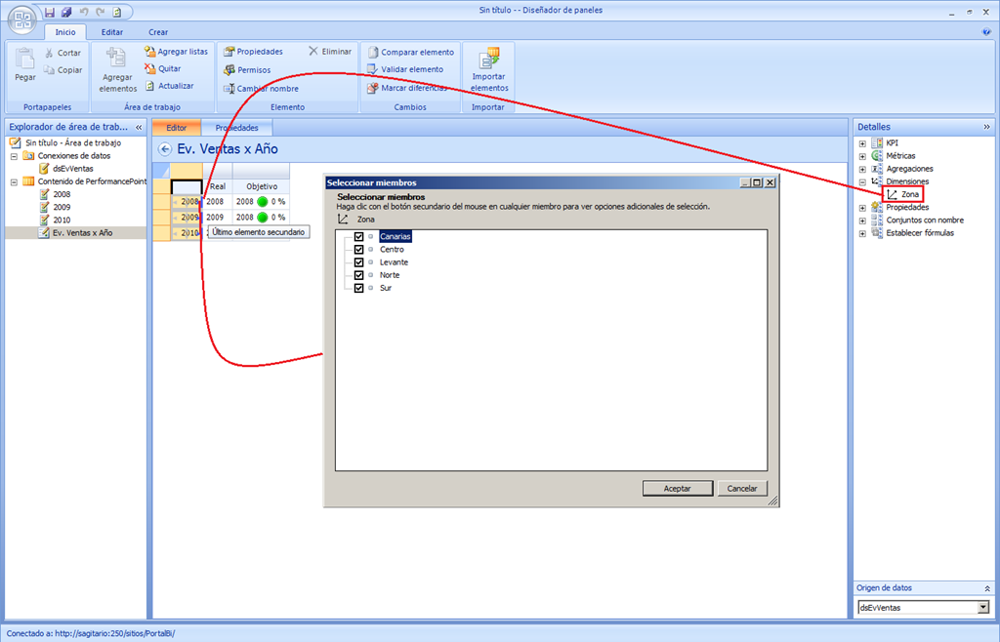 Sin título - - Diseñador de paneles
Inicio
Editar
Crear
Pegar
Cortar
Copiar
Portapapeles
Agregar
elementos
Agregar listas
Quitar
Actualizar
Área de trabajo
Propiedades
Permisos
Cambiar nombre
Eliminar
Elemento
Comparar elemento
Validar elemento
Marcar diferencias
Cambios
Importar
elementos
Importar
Explorador de área de trab... «
Sin título - Área de trabajo
Conexiones de datos
dsEvVentas
Contenido de PerformancePoint
2008
2009
2010
Ev. Ventas x Año
Editor
Propiedades
Ev. Ventas x Año
Real
Objetivo
2008 2008 2008 0 %
2009 2009 2008 0 %
2010
Último elemento secundario
Seleccionar miembros
Seleccionar miembros
Haga clic con el botón secundario del mouse en cualquier miembro para ver opciones adicionales de selección.
Zona
Canarias
Centro
Levante
Norte
Sur
Aceptar
Cancelar
Detalles »
KPI
Métricas
Agregaciones
Dimensiones
Zona
Propiedades
Conjuntos con nombre
Establecer fórmulas
Origen de datos
dsEvVentas
Conectado a: http://sagitario:250/sitios/PortalBi/